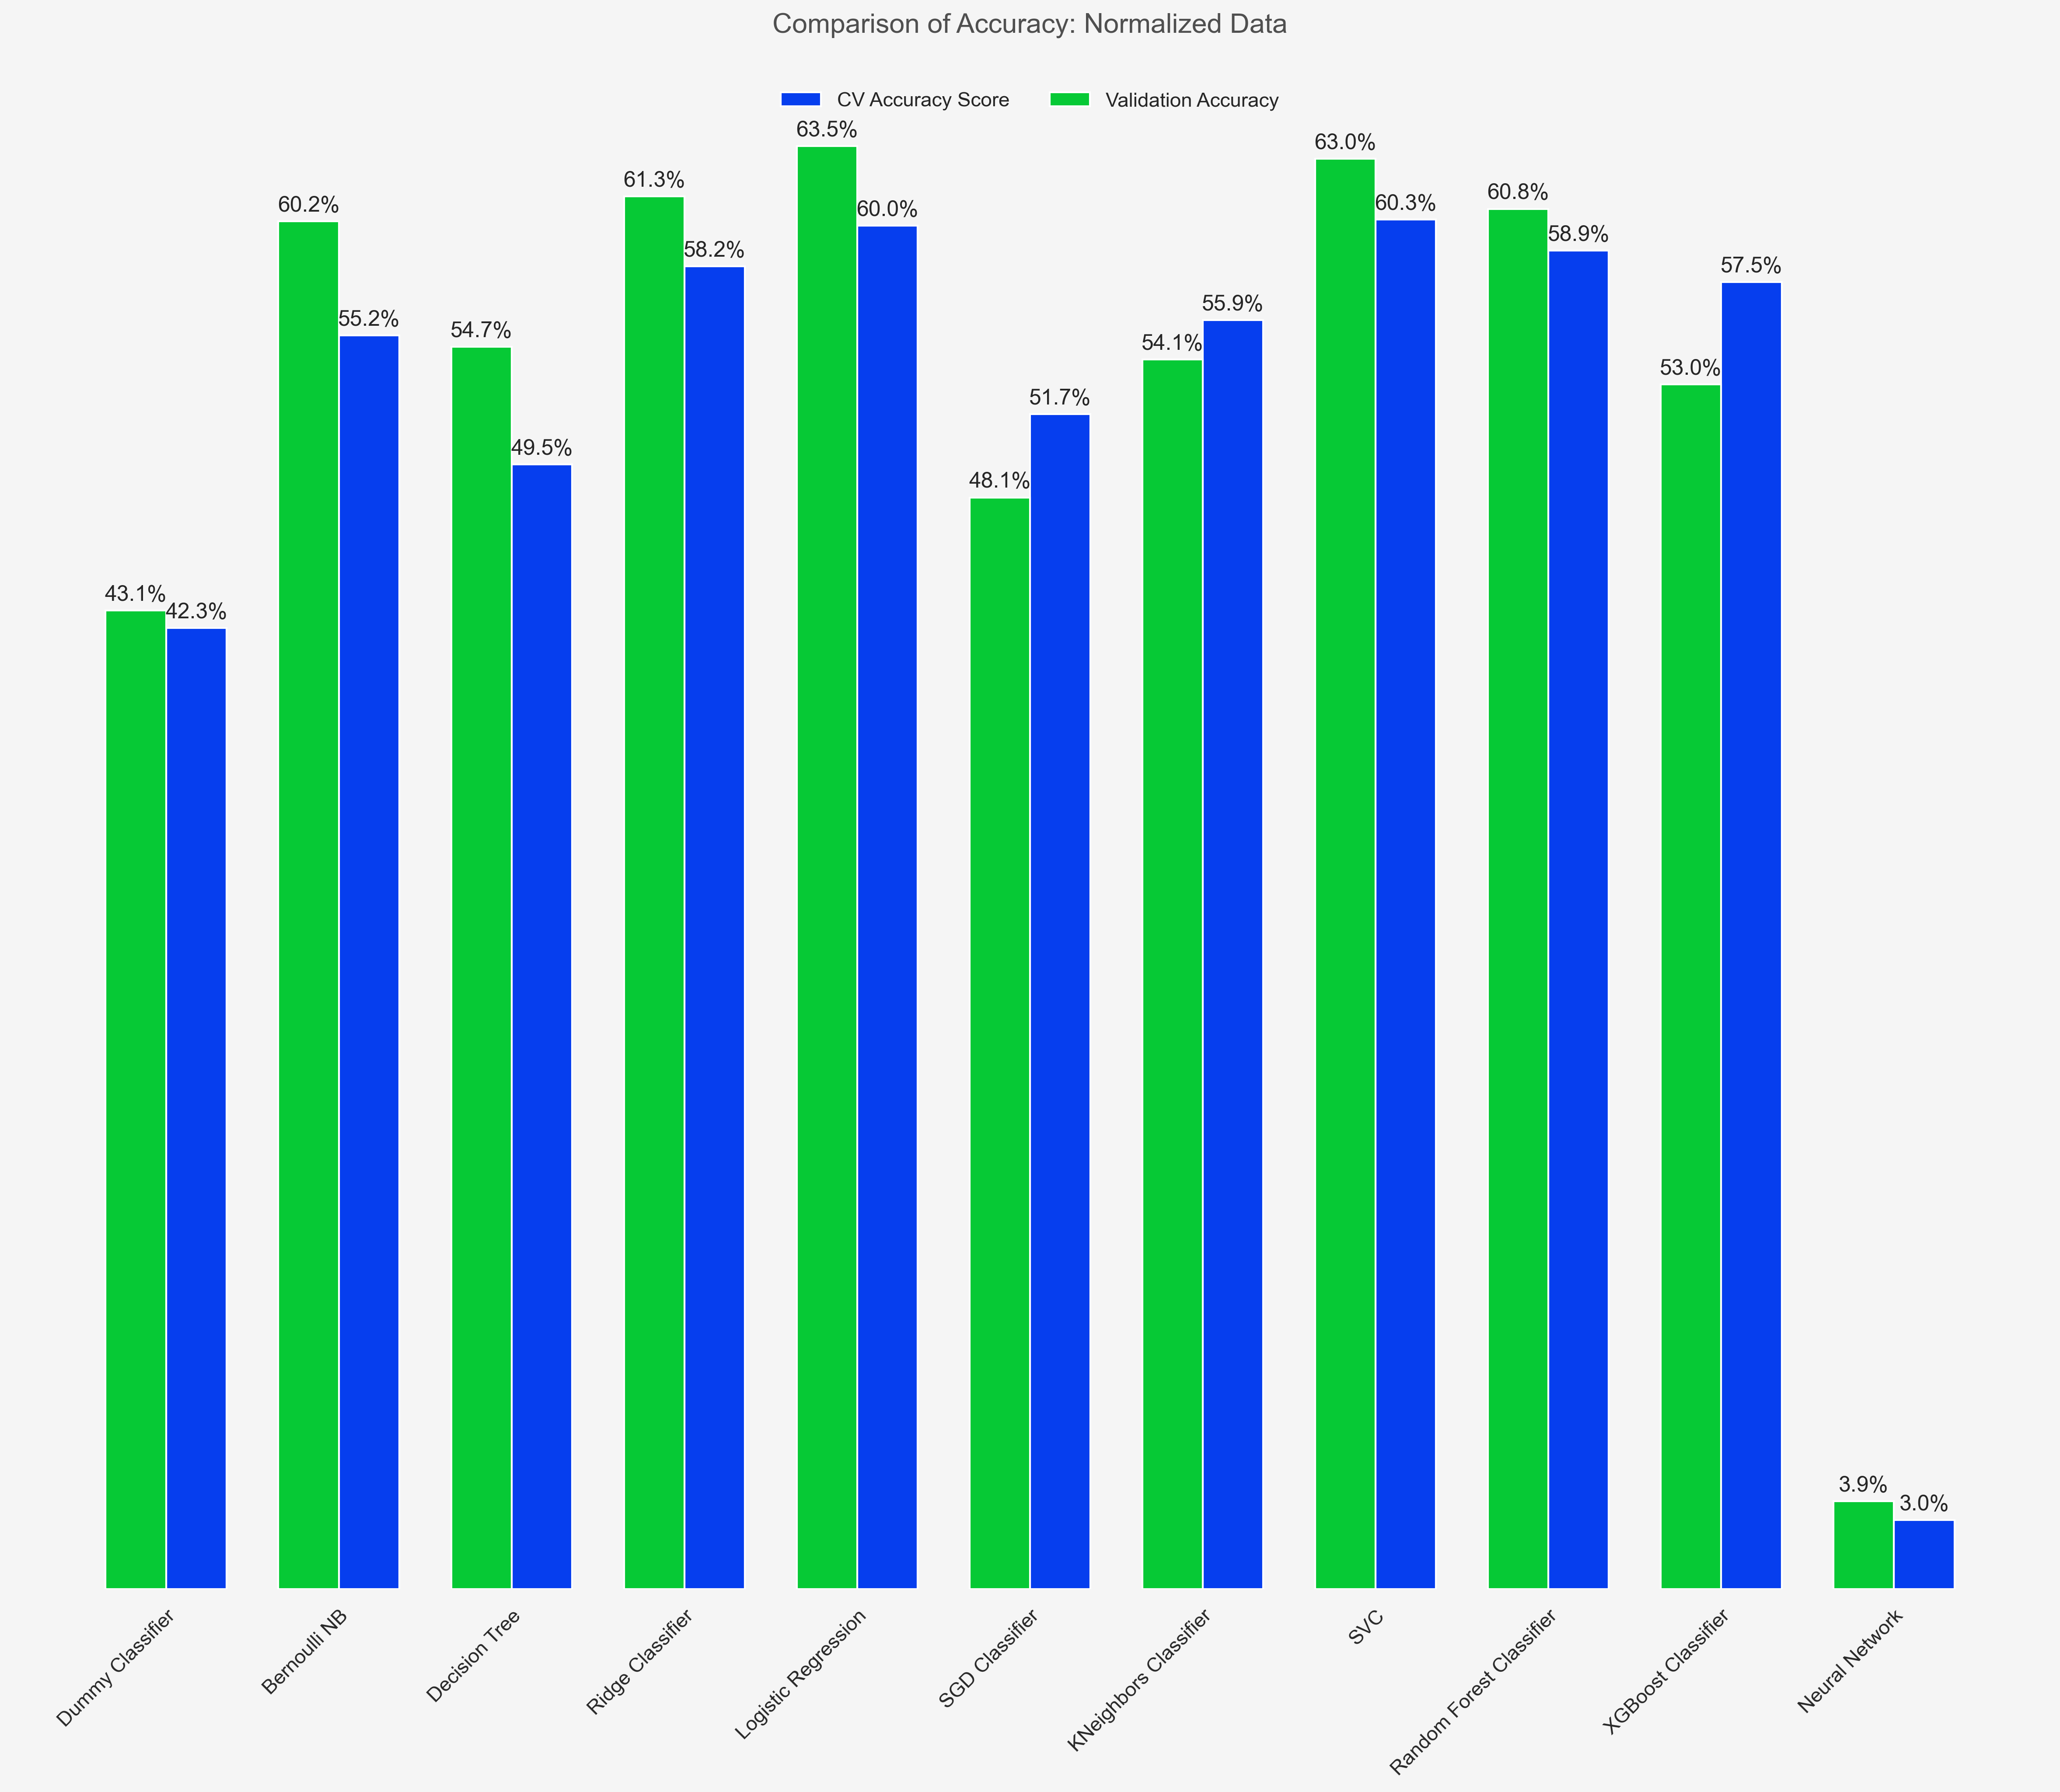 Comparison of Accuracy: Normalized Data
CV Accuracy Score Validation Accuracy
43.1% 42.3%
60.2% 55.2%
54.7% 49.5%
61.3% 58.2%
63.5% 60.0%
48.1% 51.7%
54.1% 55.9%
63.0% 60.3%
60.8% 58.9%
53.0% 57.5%
3.9% 3.0%
Dummy Classifier
Bernoulli NB
Decision Tree
Ridge Classifier
Logistic Regression
SGD Classifier
KNeighbors Classifier
SVC
Random Forest Classifier
XGBoost Classifier
Neural Network